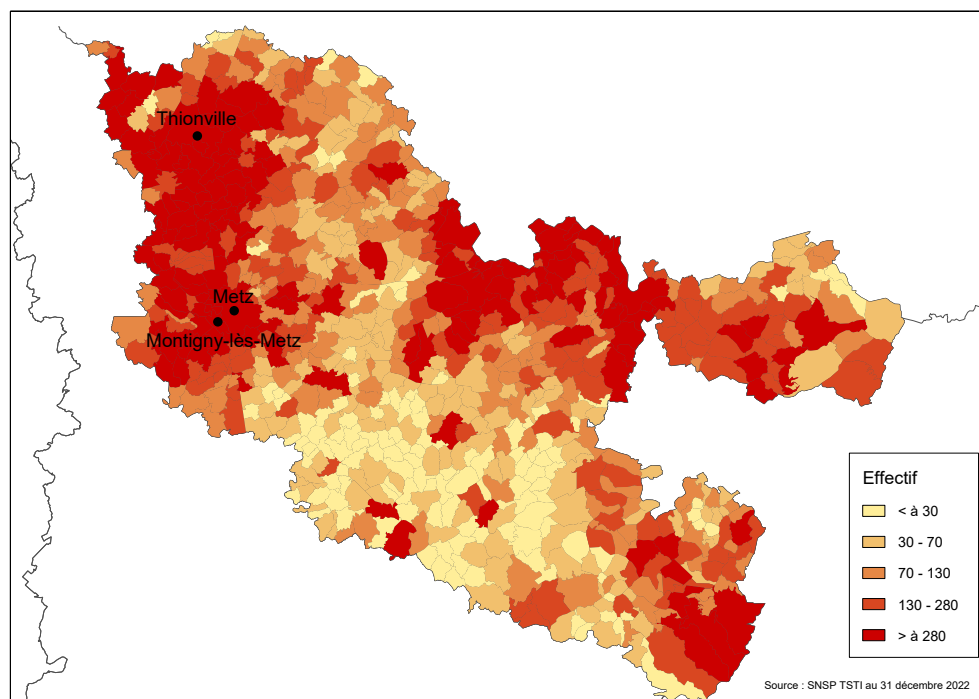 Thionville
Metz
Montigny-lès-Metz
Effectif
< à 30
30 - 70
70 - 130
130 - 280
> à 280
Source : SNSP TSTI au 31 décembre 2022